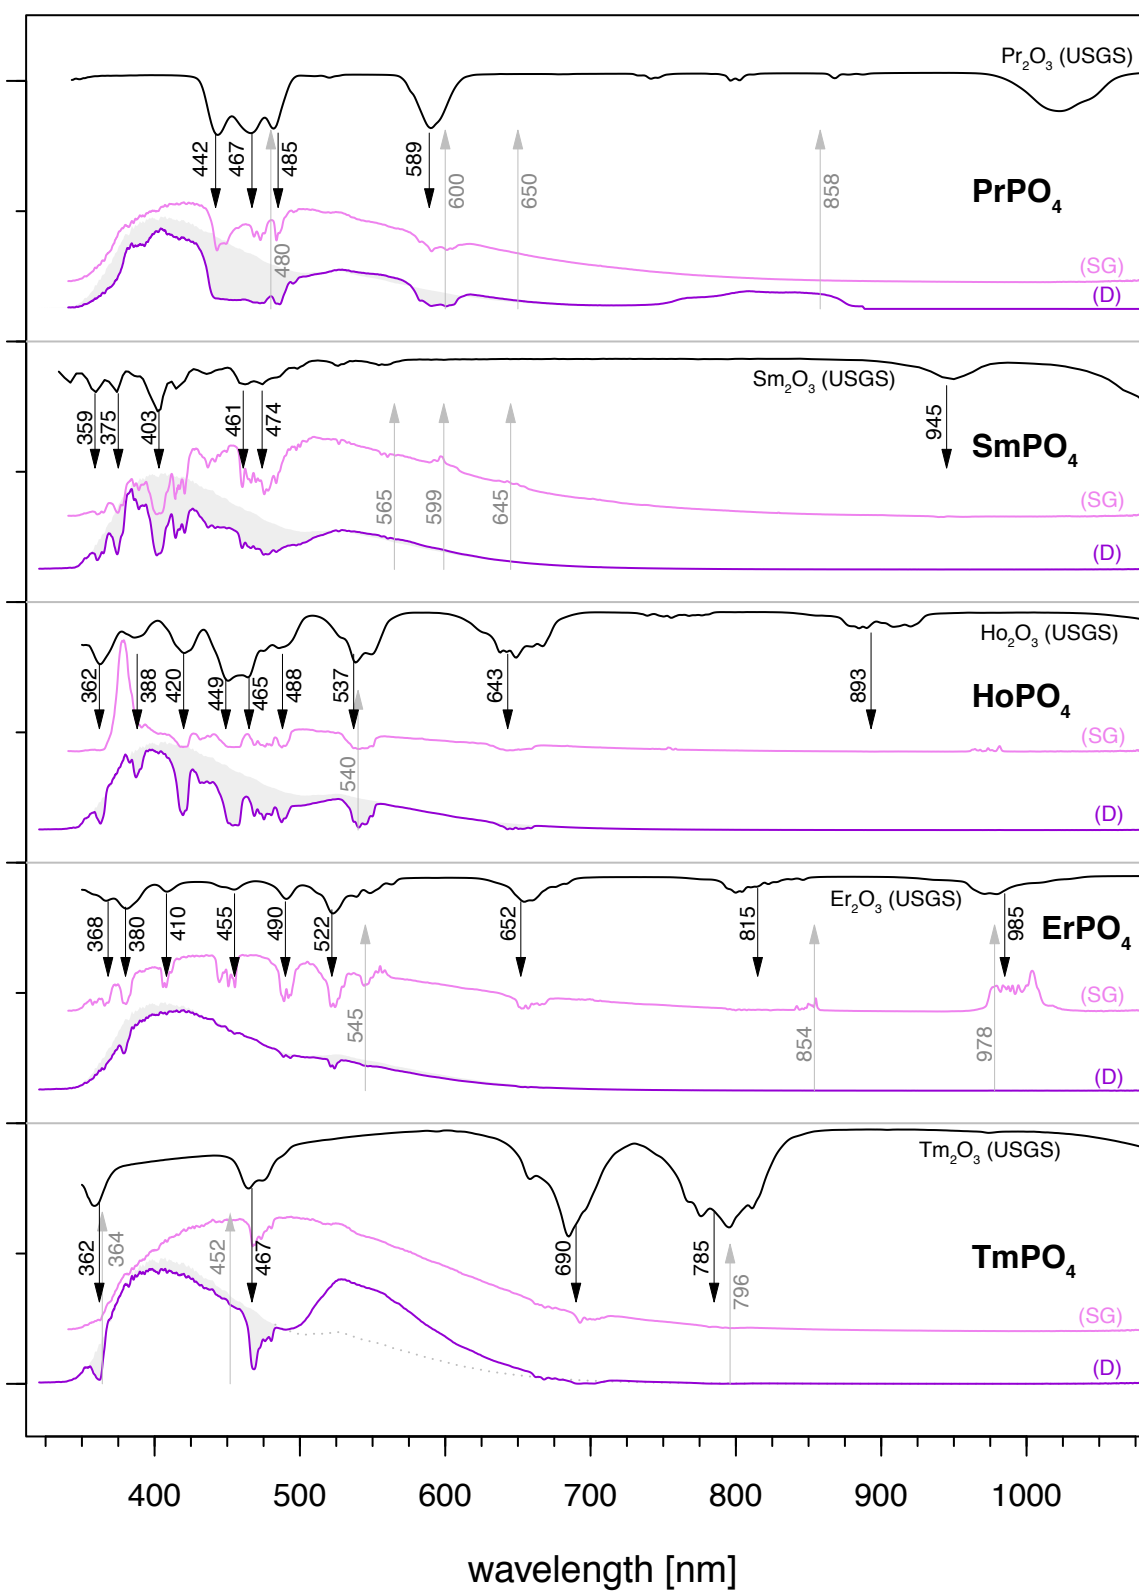 Pr2O3 (USGS)
442
467
485
589
480
600
650
858
PrPO4
(SG)
(D)
Sm2O3 (USGS)
359
375
403
461
474
945
565
599
645
SmPO4
(SG)
(D)
Ho2O3 (USGS)
362
388
420
449
465
488
537
643
893
540
HoPO4
(SG)
(D)
Er2O3 (USGS)
368
380
410
455
490
522
652
815
985
545
854
978
ErPO4
(SG)
(D)
Tm2O3 (USGS)
362
364
452
467
690
785
796
TmPO4
(SG)
(D)
400 500 600 700 800 900 1000
wavelength [nm]